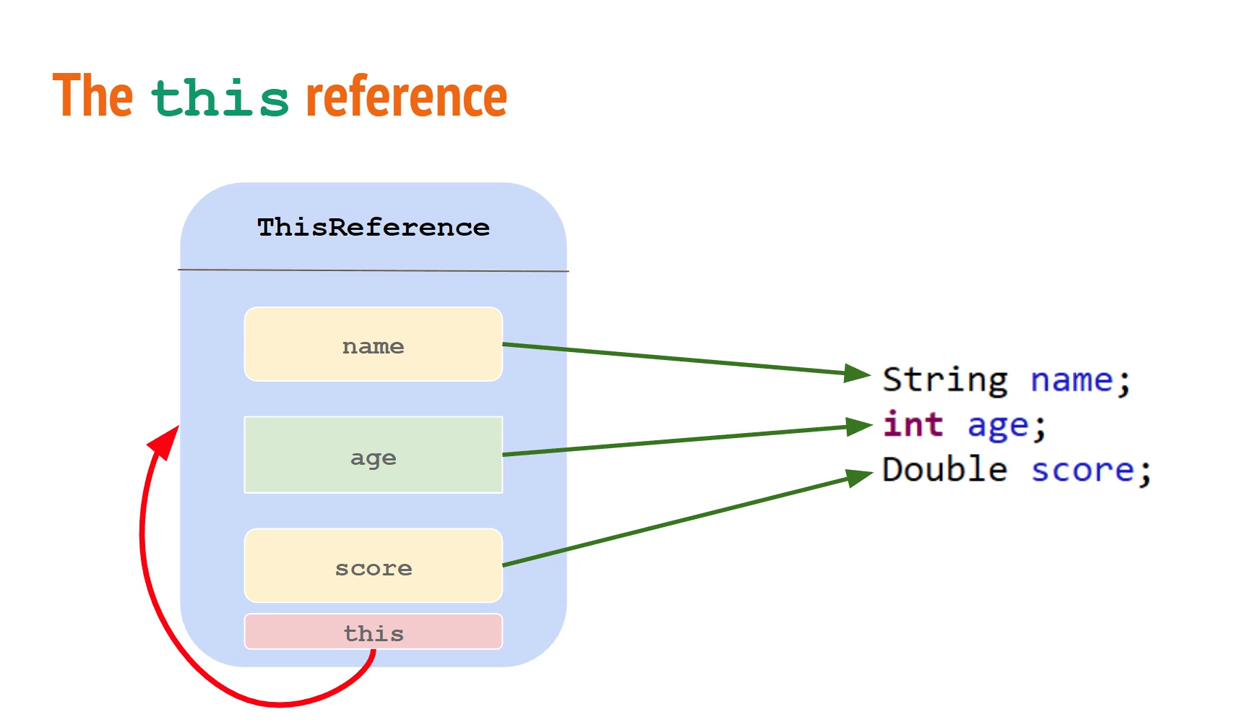 The this reference
ThisReference
name
age
score
this
String name;
int age;
Double score;